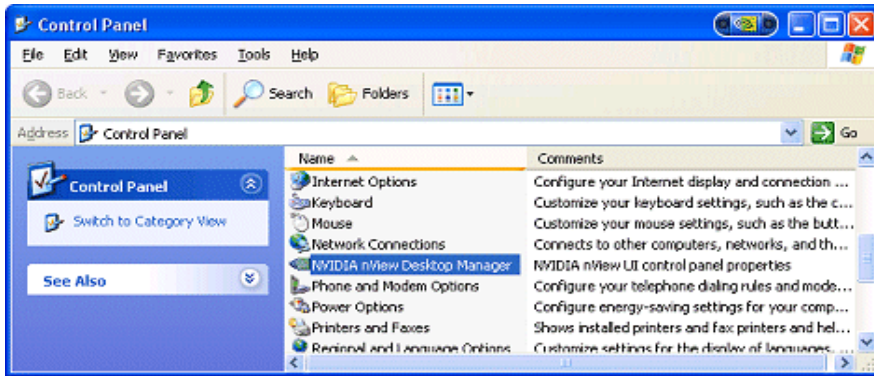 Control Panel
File Edit View Favorites Tools Help
Back Search Folders
Address Control Panel Go
Control Panel
Switch to Category View
See Also
Name Comments
Internet Options Configure your Internet display and connection ...
Keyboard Customize your keyboard settings, such as the c...
Mouse Customize your mouse settings, such as the butt...
Network Connections Connects to other computers, networks, and th...
NVIDIA nView Desktop Manager NVIDIA nView UI control panel properties
Phone and Modem Options Configure your telephone dialing rules and mode...
Power Options Configure energy-saving settings for your comp...
Printers and Faxes Shows installed printers and fax printers and hel...
Regional and Language Options Customize settings for the display of languages, ...